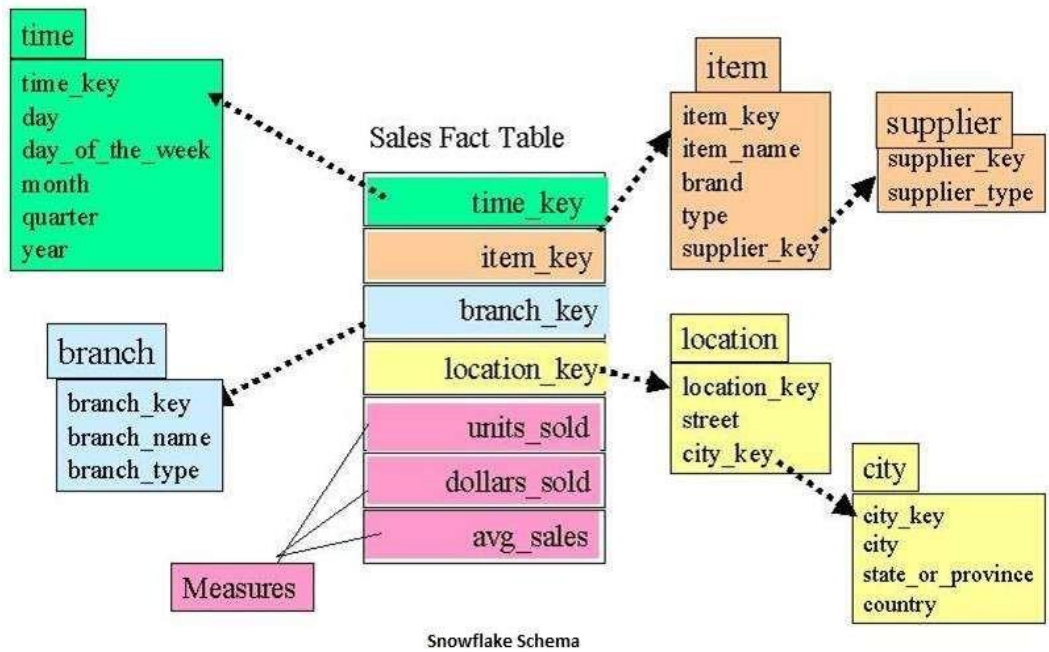 time
time_key
day
day_of_the_week
month
quarter
year
Sales Fact Table
time_key
item_key
branch_key
location_key
units_sold
dollars_sold
avg_sales
item
item_key
item_name
brand
type
supplier_key
supplier
supplier_key
supplier_type
branch
branch_key
branch_name
branch_type
location
location_key
street
city_key
city
city_key
city
state_or_province
country
Measures
Snowflake Schema